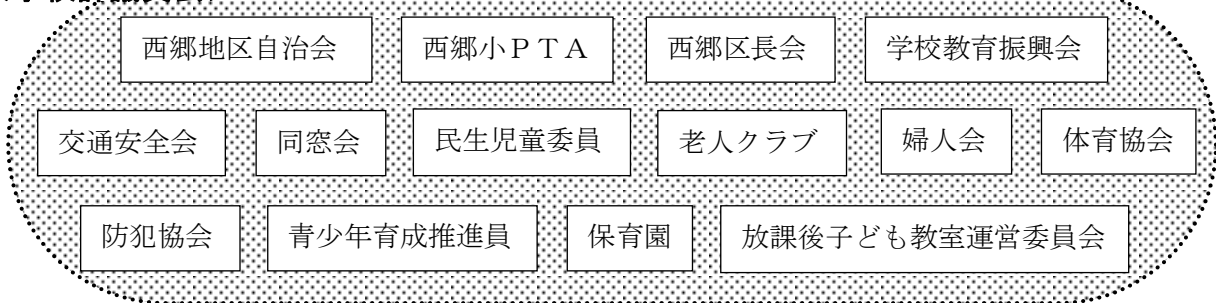 西郷地区自治会 西郷小ＰＴＡ 西郷区長会 学校教育振興会
交通安全会 同窓会 民生児童委員 老人クラブ 婦人会 体育協会
防犯協会 青少年育成推進員 保育園 放課後子ども教室運営委員会